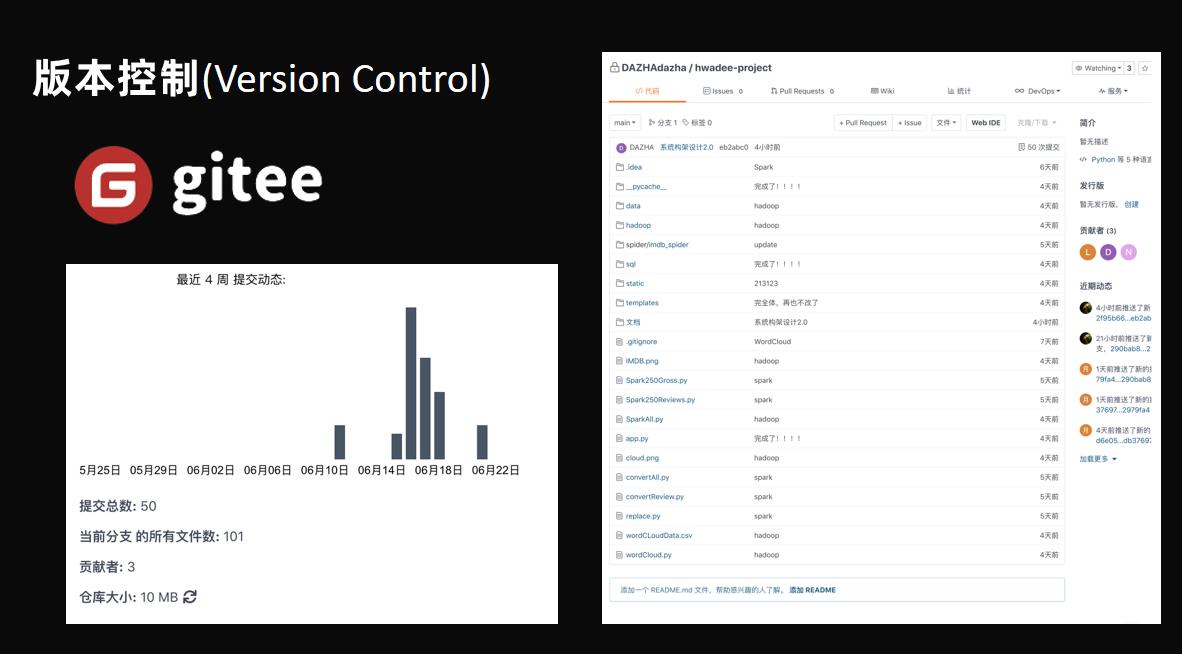 版本控制(Version Control)
G gitee
最近 4 周 提交动态:
5月25日 05月29日 06月02日 06月06日 06月10日 06月14日 06月18日 06月22日
提交总数: 50
当前分支 的所有文件数: 101
贡献者: 3
仓库大小: 10 MB
DAZHAdazha / hwadee-project
Watching 3
代码 Issues 0 Pull Requests 0 Wiki 统计 DevOps 服务
main 分支 1 标签 0 + Pull Request + Issue 文件 Web IDE 克隆/下载
D DAZHA 系统构架设计2.0 eb2abc0 4小时前 50 次提交
.idea Spark 6天前
__pycache__ 完成了！！！！ 4天前
data hadoop 4天前
hadoop hadoop 4天前
spider/imdb_spider update 5天前
sql 完成了！！！！ 4天前
static 213123 4天前
templates 完全体，再也不改了 4天前
文档 系统构架设计2.0 4小时前
.gitignore WordCloud 7天前
IMDB.png hadoop 4天前
Spark250Gross.py spark 5天前
Spark250Reviews.py spark 5天前
SparkAll.py hadoop 4天前
app.py 完成了！！！！ 4天前
cloud.png hadoop 4天前
convertAll.py spark 5天前
convertReview.py spark 5天前
replace.py spark 5天前
wordCLoudData.csv hadoop 4天前
wordCloud.py hadoop 4天前
添加一个 README.md 文件，帮助感兴趣的人了解。 添加 README
简介
暂无描述
Python 等 5 种语言
发行版
暂无发行版，创建
贡献者 (3)
L D N
近期动态
4小时前推送了新
2f95b66...eb2ab
21小时前推送了新
支，290bab8...2
月 1天前推送了新的
79fa4...290bab8
月 1天前推送了新的
37697...2979fa4
月 4天前推送了新的
d6e05...db3769
加载更多